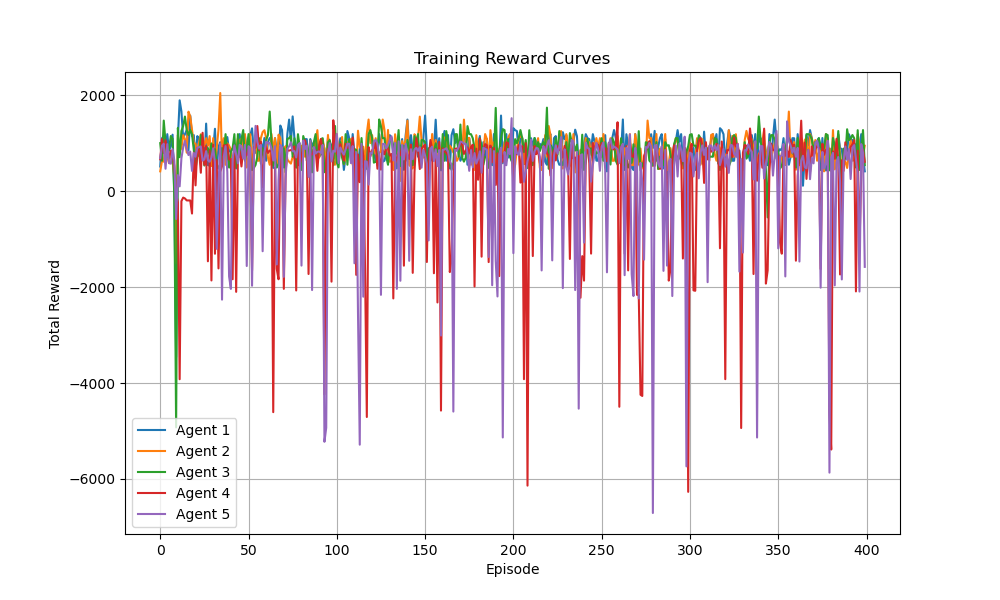 Training Reward Curves
Total Reward
2000
0
−2000
−4000
−6000
Agent 1
Agent 2
Agent 3
Agent 4
Agent 5
0 50 100 150 200 250 300 350 400
Episode